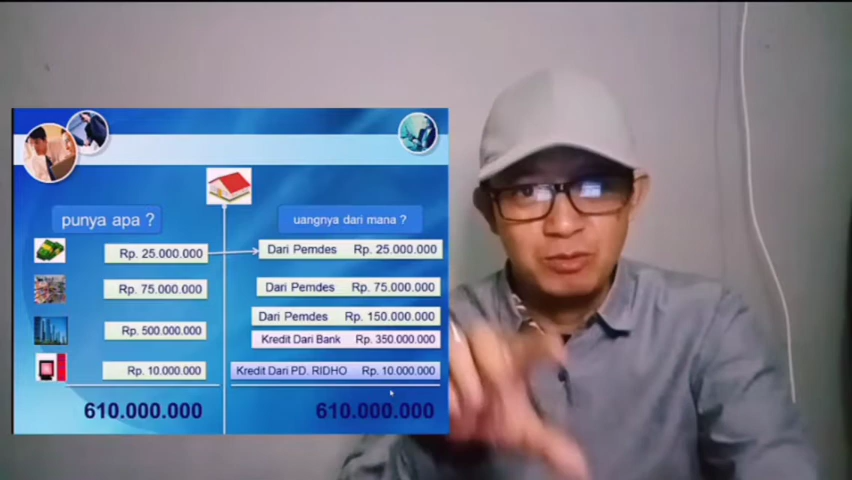 punya apa ?
uangnya dari mana ?
Rp. 25.000.000
Dari Pemdes Rp. 25.000.000
Rp. 75.000.000
Dari Pemdes Rp. 75.000.000
Dari Pemdes Rp. 150.000.000
Rp. 500.000.000
Kredit Dari Bank Rp. 350.000.000
Rp. 10.000.000
Kredit Dari PD. RIDHO Rp. 10.000.000
610.000.000
610.000.000